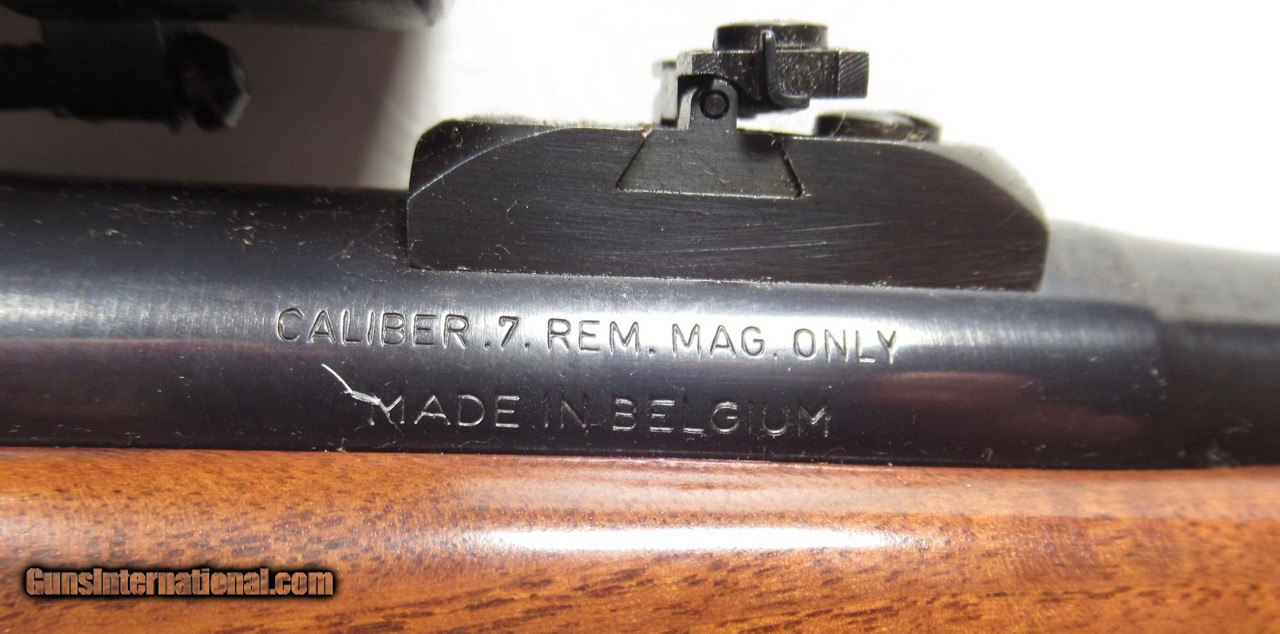 CALIBER .7. REM. MAG. ONLY
MADE IN BELGIUM
GunsInternational.com